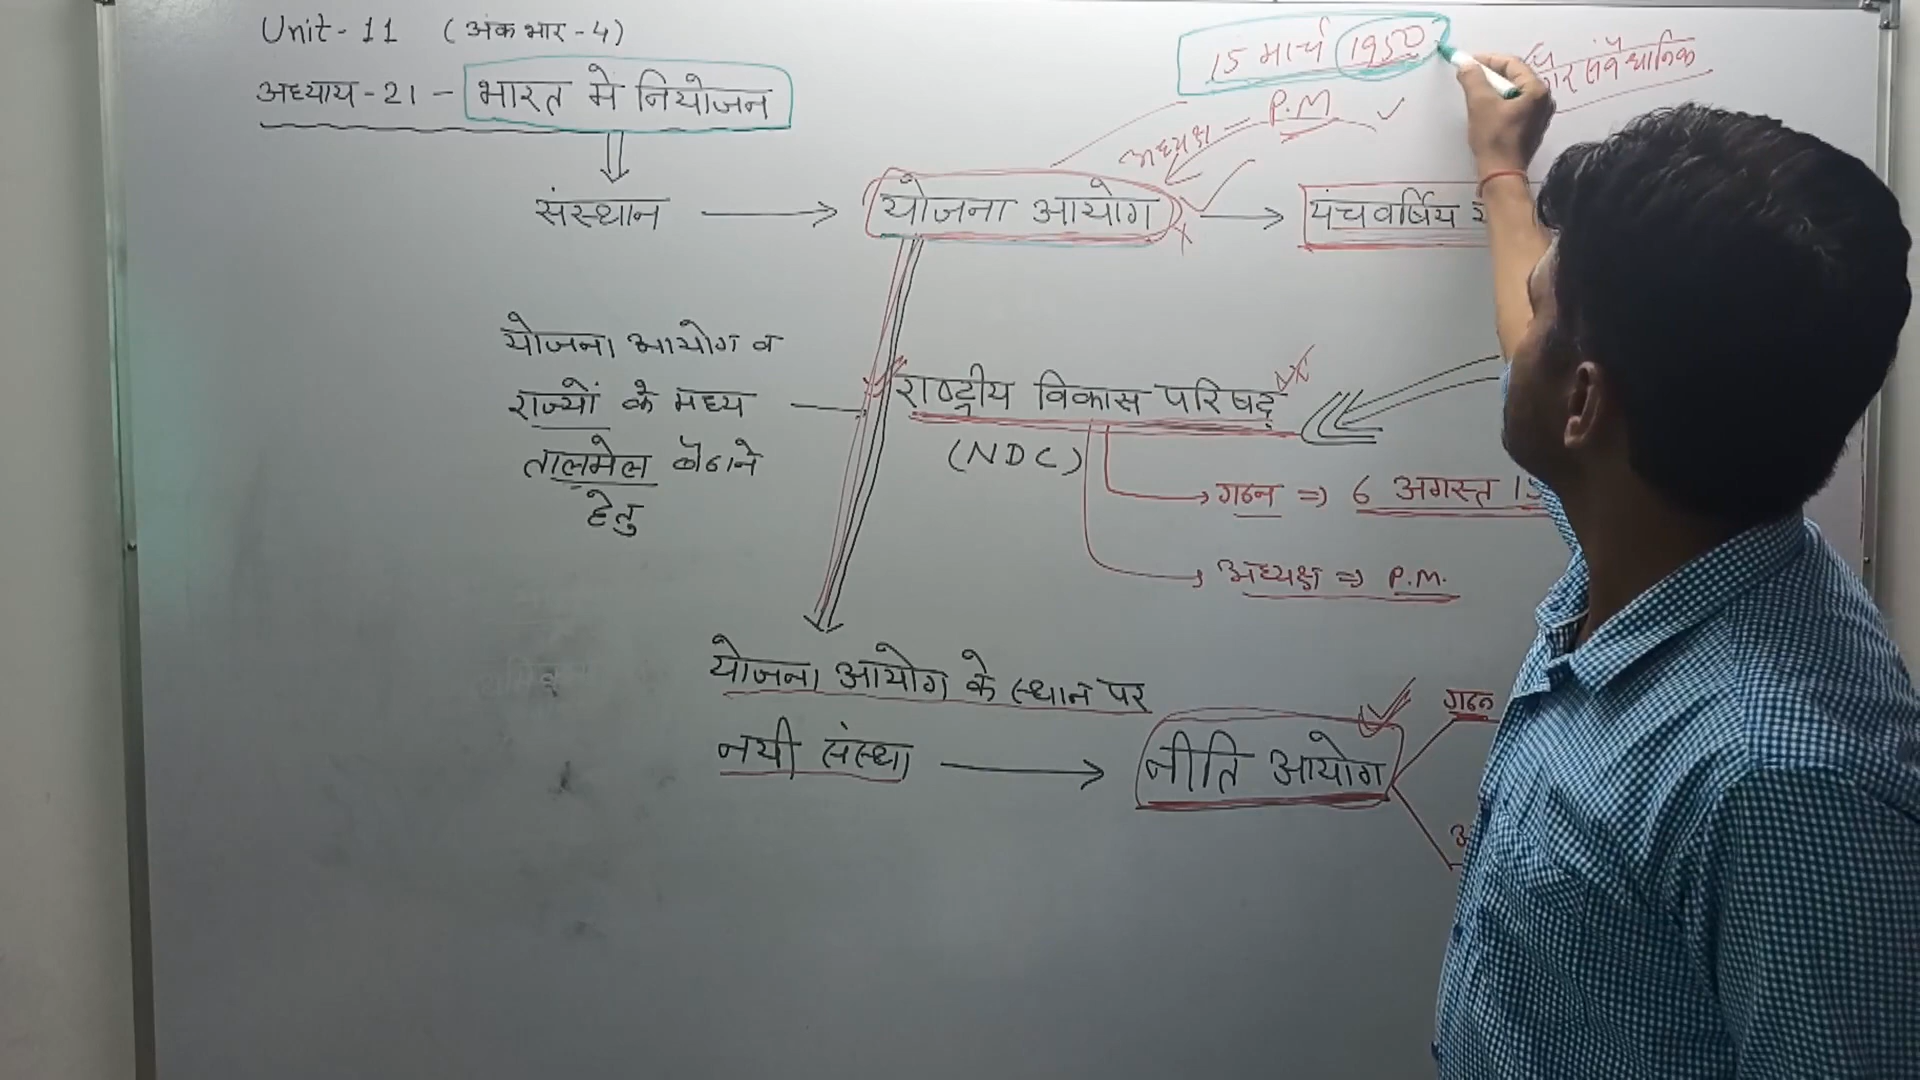 Unit - 11 (अंक भार - 4)
अध्याय - 21 - भारत मे नियोजन
15 मार्च 1950
गैर संवैधानिक
अध्यक्ष - P.M
संस्थान → योजना आयोग → पंचवर्षिय
योजना आयोग व
राज्यों के मध्य
तालमेल बैठाने
हेतु
राष्ट्रीय विकास परिषद्
(NDC)
गठन ⇒ 6 अगस्त
अध्यक्ष ⇒ P.M.
योजना आयोग के स्थान पर
नयी संस्था → नीति आयोग
गठन